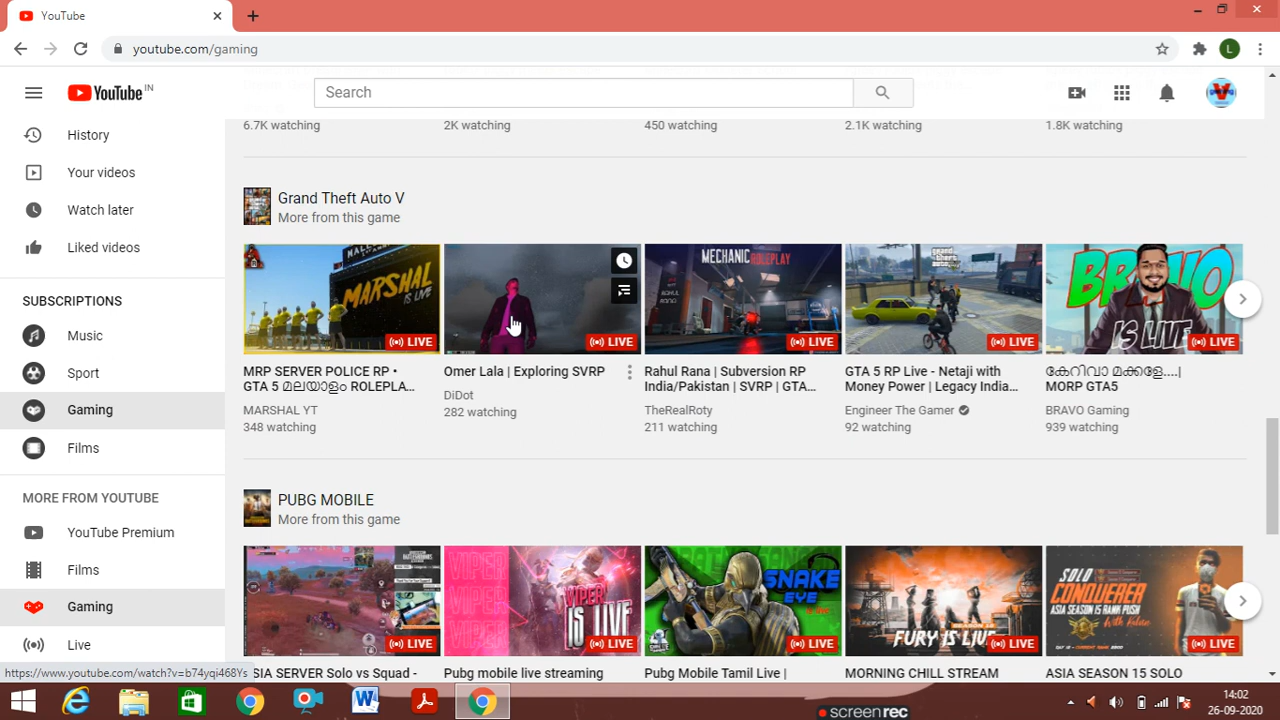 YouTube
youtube.com/gaming
L
YouTube IN
Search
6.7K watching
2K watching
450 watching
2.1K watching
1.8K watching
History
Your videos
Watch later
Liked videos
SUBSCRIPTIONS
Music
Sport
Gaming
Films
MORE FROM YOUTUBE
YouTube Premium
Films
Gaming
Live
Grand Theft Auto V
More from this game
MARSHAL
IS LIVE
LIVE
LIVE
MECHANIC ROLEPLAY
LIVE
LIVE
BRAVO
IS LIVE
LIVE
MRP SERVER POLICE RP •
GTA 5 മലയാളം ROLEPLA...
MARSHAL YT
348 watching
Omer Lala | Exploring SVRP
DiDot
282 watching
Rahul Rana | Subversion RP
India/Pakistan | SVRP | GTA...
TheRealRoty
211 watching
GTA 5 RP Live - Netaji with
Money Power | Legacy India...
Engineer The Gamer
92 watching
കേറിവാ മക്കളേ....|
MORP GTA5
BRAVO Gaming
939 watching
PUBG MOBILE
More from this game
LIVE
VIPER
VIPER
IS LIVE
LIVE
SNAKE
EYE
LIVE
FURY IS LIVE
LIVE
SOLO
CONQUEROR
ASIA SEASON IS RANK PUSH
LIVE
ASIA SERVER Solo vs Squad -
Pubg mobile live streaming
Pubg Mobile Tamil Live |
MORNING CHILL STREAM
ASIA SEASON 15 SOLO
https://www.youtube.com/watch?v=b74yqi468Ys
14:02
26-09-2020
screenrec